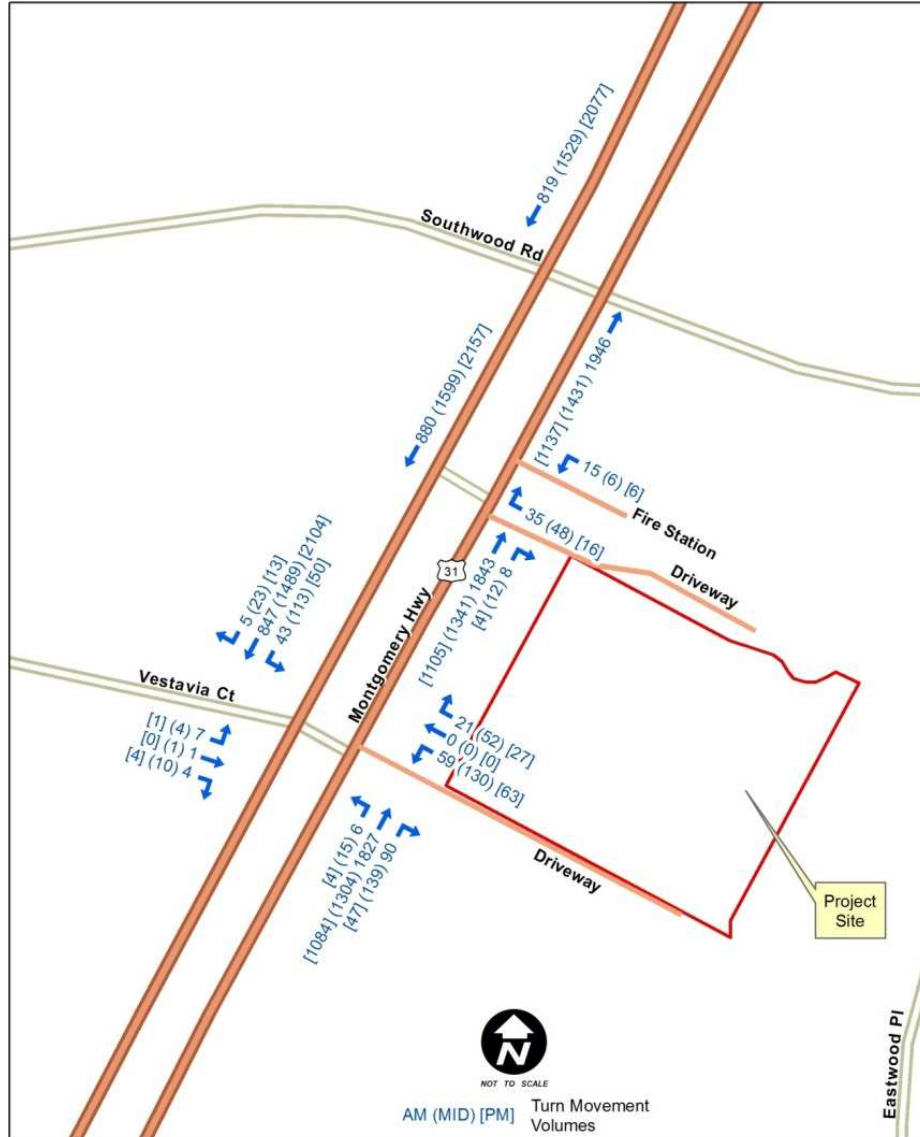 819 (1529) [2077]
Southwood Rd
880 (1599) [2157]
[1137] (1431) 1946
15 (6) [6]
Fire Station
35 (48) [16]
Driveway
31
[1105] (1341) 1843
[4] (12) 8
5 (23) [13]
847 (1489) [2104]
43 (113) [50]
Montgomery Hwy
Vestavia Ct
[1] (4) 7
[0] (1) 1
[4] (10) 4
21 (52) [27]
0 (0) [0]
59 (130) [63]
[4] (15) 6
[1084] (1304) 1827
[47] (139) 90
Driveway
Project
Site
Eastwood Pl
N
NOT TO SCALE
AM (MID) [PM]
Turn Movement
Volumes